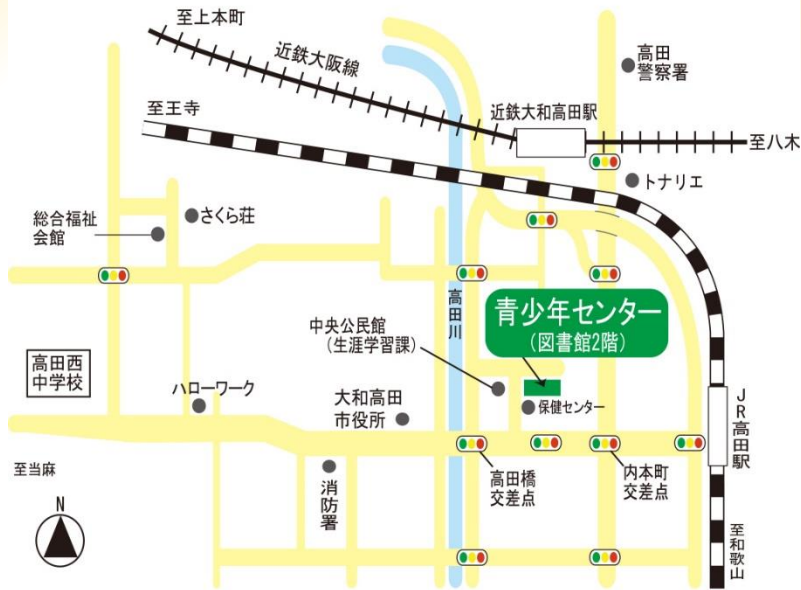 至上本町
近鉄大阪線
高田
警察署
至王寺
近鉄大和高田駅
至八木
トナリエ
総合福祉
会館
さくら荘
高田川
青少年センター
(図書館2階)
中央公民館
(生涯学習課)
高田西
中学校
ハローワーク
大和高田
市役所
保健センター
JR高田駅
至当麻
消防署
高田橋
交差点
内本町
交差点
N
至和歌山